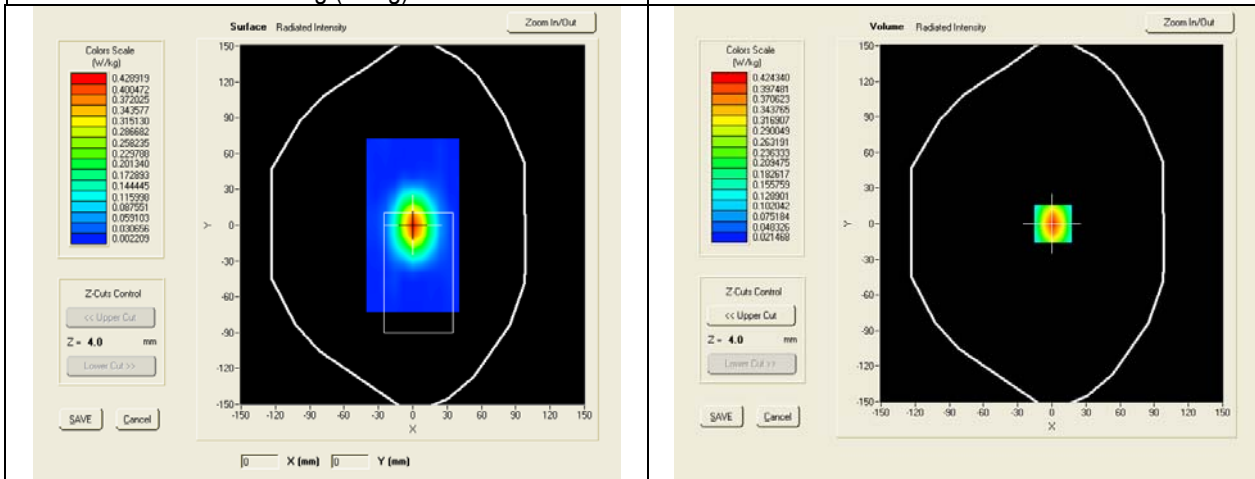 Surface Radiated Intensity
Zoom In/Out
Colors Scale
(W/kg)
0.428919
0.400472
0.372025
0.343577
0.315130
0.286682
0.258235
0.229788
0.201340
0.172893
0.144445
0.115998
0.087551
0.059103
0.030656
0.002209
150
120
90
60
30
0
-30
-60
-90
-120
-150
Y
-150 -120 -90 -60 -30 0 30 60 90 120 150
X
Z-Cuts Control
<< Upper Cut
Z = 4.0 mm
Lower Cut >>
SAVE Cancel
0 X (mm) 0 Y (mm)
Volume Radiated Intensity
Zoom In/Out
Colors Scale
(W/kg)
0.424340
0.397481
0.370623
0.343765
0.316907
0.290049
0.263191
0.236333
0.209475
0.182617
0.155759
0.128901
0.102042
0.075184
0.048326
0.021468
150
120
90
60
30
0
-30
-60
-90
-120
-150
Y
-150 -120 -90 -60 -30 0 30 60 90 120 150
X
Z-Cuts Control
<< Upper Cut
Z = 4.0 mm
Lower Cut >>
SAVE Cancel